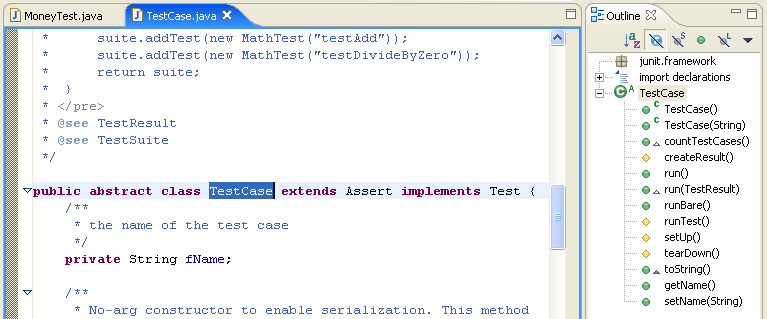 MoneyTest.java
TestCase.java
*      suite.addTest(new MathTest("testAdd"));
*      suite.addTest(new MathTest("testDivideByZero"));
*      return suite;
*  }
* </pre>
* @see TestResult
* @see TestSuite
*/
public abstract class TestCase extends Assert implements Test {
/**
* the name of the test case
*/
private String fName;
/**
* No-arg constructor to enable serialization. This method
Outline
junit.framework
import declarations
TestCase
TestCase()
TestCase(String)
countTestCases()
createResult()
run()
run(TestResult)
runBare()
runTest()
setUp()
tearDown()
toString()
getName()
setName(String)